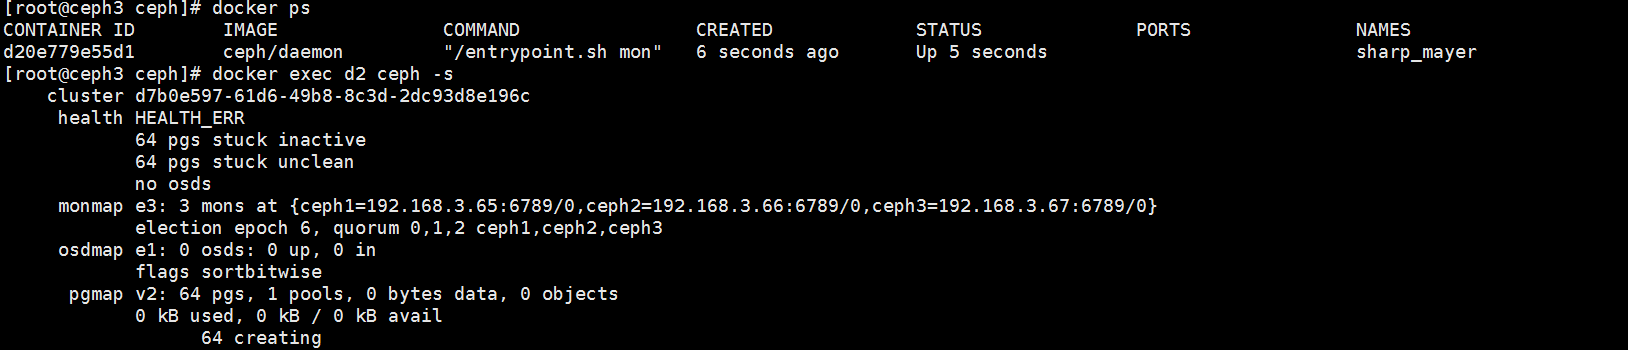 [root@ceph3 ceph]# docker ps
CONTAINER ID        IMAGE               COMMAND                CREATED             STATUS              PORTS               NAMES
d20e779e55d1        ceph/daemon         "/entrypoint.sh mon"   6 seconds ago       Up 5 seconds                            sharp_mayer
[root@ceph3 ceph]# docker exec d2 ceph -s
    cluster d7b0e597-61d6-49b8-8c3d-2dc93d8e196c
     health HEALTH_ERR
            64 pgs stuck inactive
            64 pgs stuck unclean
            no osds
     monmap e3: 3 mons at {ceph1=192.168.3.65:6789/0,ceph2=192.168.3.66:6789/0,ceph3=192.168.3.67:6789/0}
            election epoch 6, quorum 0,1,2 ceph1,ceph2,ceph3
     osdmap e1: 0 osds: 0 up, 0 in
            flags sortbitwise
      pgmap v2: 64 pgs, 1 pools, 0 bytes data, 0 objects
            0 kB used, 0 kB / 0 kB avail
                  64 creating